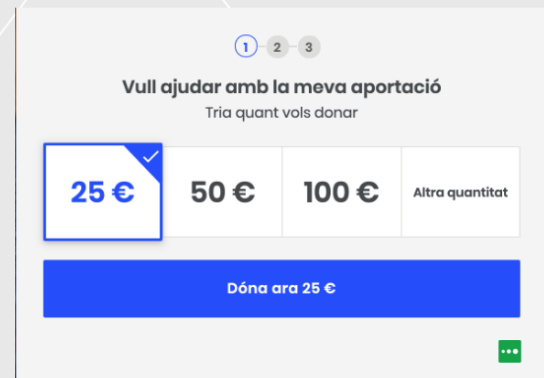 1 2 3
Vull ajudar amb la meva aportació
Tria quant vols donar
25 € 50 € 100 € Altra quantitat
Dóna ara 25 €